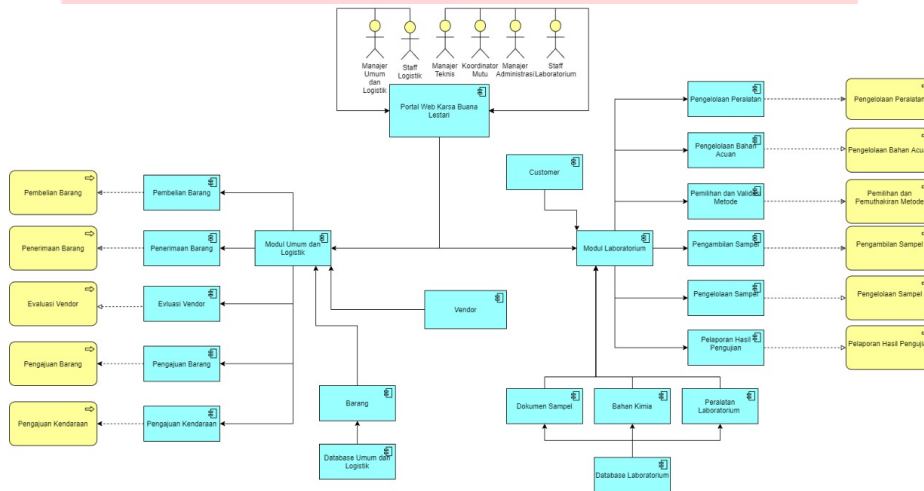 Manajer
Umum
dan
Logistik
Staff
Logistik
Manajer
Teknis
Koordinator
Mutu
Manajer
Administrasi
Staff
Laboratorium
Portal Web Karsa Buana
Lestari
Customer
Pembelian Barang
Pembelian Barang
Penerimaan Barang
Penerimaan Barang
Evaluasi Vendor
Evluasi Vendor
Pengajuan Barang
Pengajuan Barang
Pengajuan Kendaraan
Pengajuan Kendaraan
Modul Umum dan
Logistik
Vendor
Barang
Database Umum dan
Logistik
Modul Laboratorium
Pengelolaan Peralatan
Pengelolaan Peralatan
Pengelolaan Bahan
Acuan
Pengelolaan Bahan Acua
Pemilihan dan Validasi
Metode
Pemilihan dan
Pemuthakiran Metode
Pengambilan Sampel
Pengambilan Sampel
Pengelolaan Sampel
Pengelolaan Sampel
Pelaporan Hasil
Pengujian
Pelaporan Hasil Penguji
Dokumen Sampel
Bahan Kimia
Peralatan
Laboratorium
Database Laboratorium